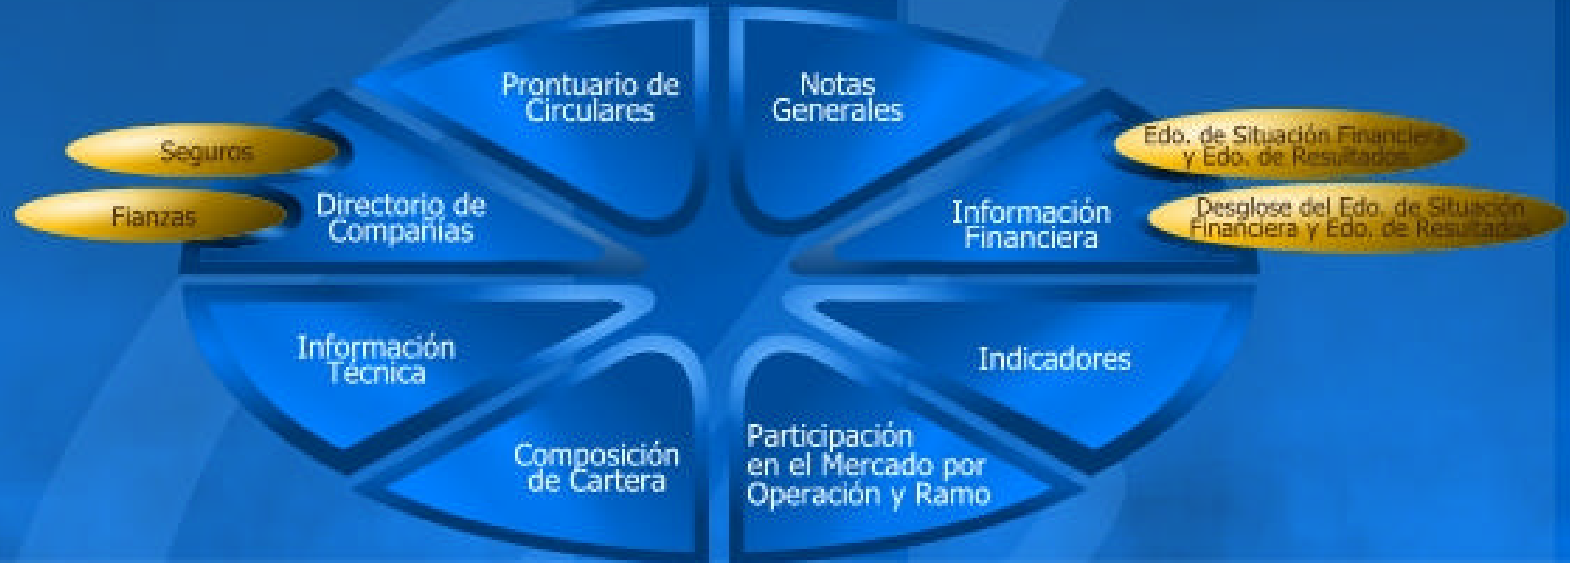 Prontuario de
Circulares
Notas
Generales
Seguros
Fianzas
Directorio de
Compañías
Edo. de Situación Financiera
y Edo. de Resultados
Desglose del Edo. de Situación
Financiera y Edo. de Resultados
Información
Financiera
Información
Técnica
Indicadores
Composición
de Cartera
Participación
en el Mercado por
Operación y Ramo